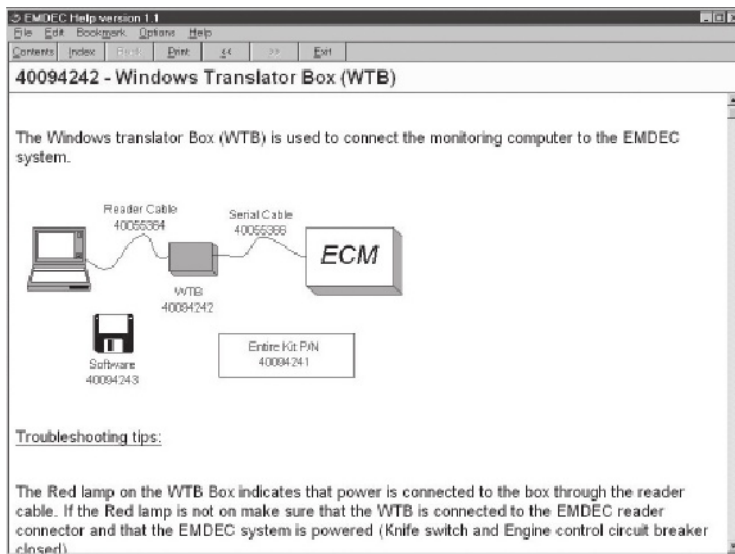 EMDEC Help version 1.1
File Edit Bookmark Options Help
Contents Index Back Print << >> Exit
40094242 - Windows Translator Box (WTB)
The Windows translator Box (WTB) is used to connect the monitoring computer to the EMDEC
system.
Reader Cable
40055364
Serial Cable
40055366
ECM
WTB
40094242
Software
40094243
Entire Kit P/N
40094241
Troubleshooting tips:
The Red lamp on the WTB Box indicates that power is connected to the box through the reader
cable. If the Red lamp is not on make sure that the WTB is connected to the EMDEC reader
connector and that the EMDEC system is powered (Knife switch and Engine control circuit breaker
closed)